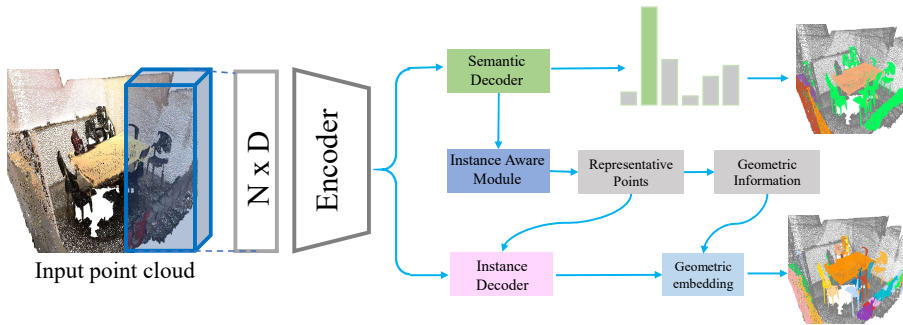 Input point cloud
N x D
Encoder
Semantic
Decoder
Instance Aware
Module
Representative
Points
Geometric
Information
Instance
Decoder
Geometric
embedding